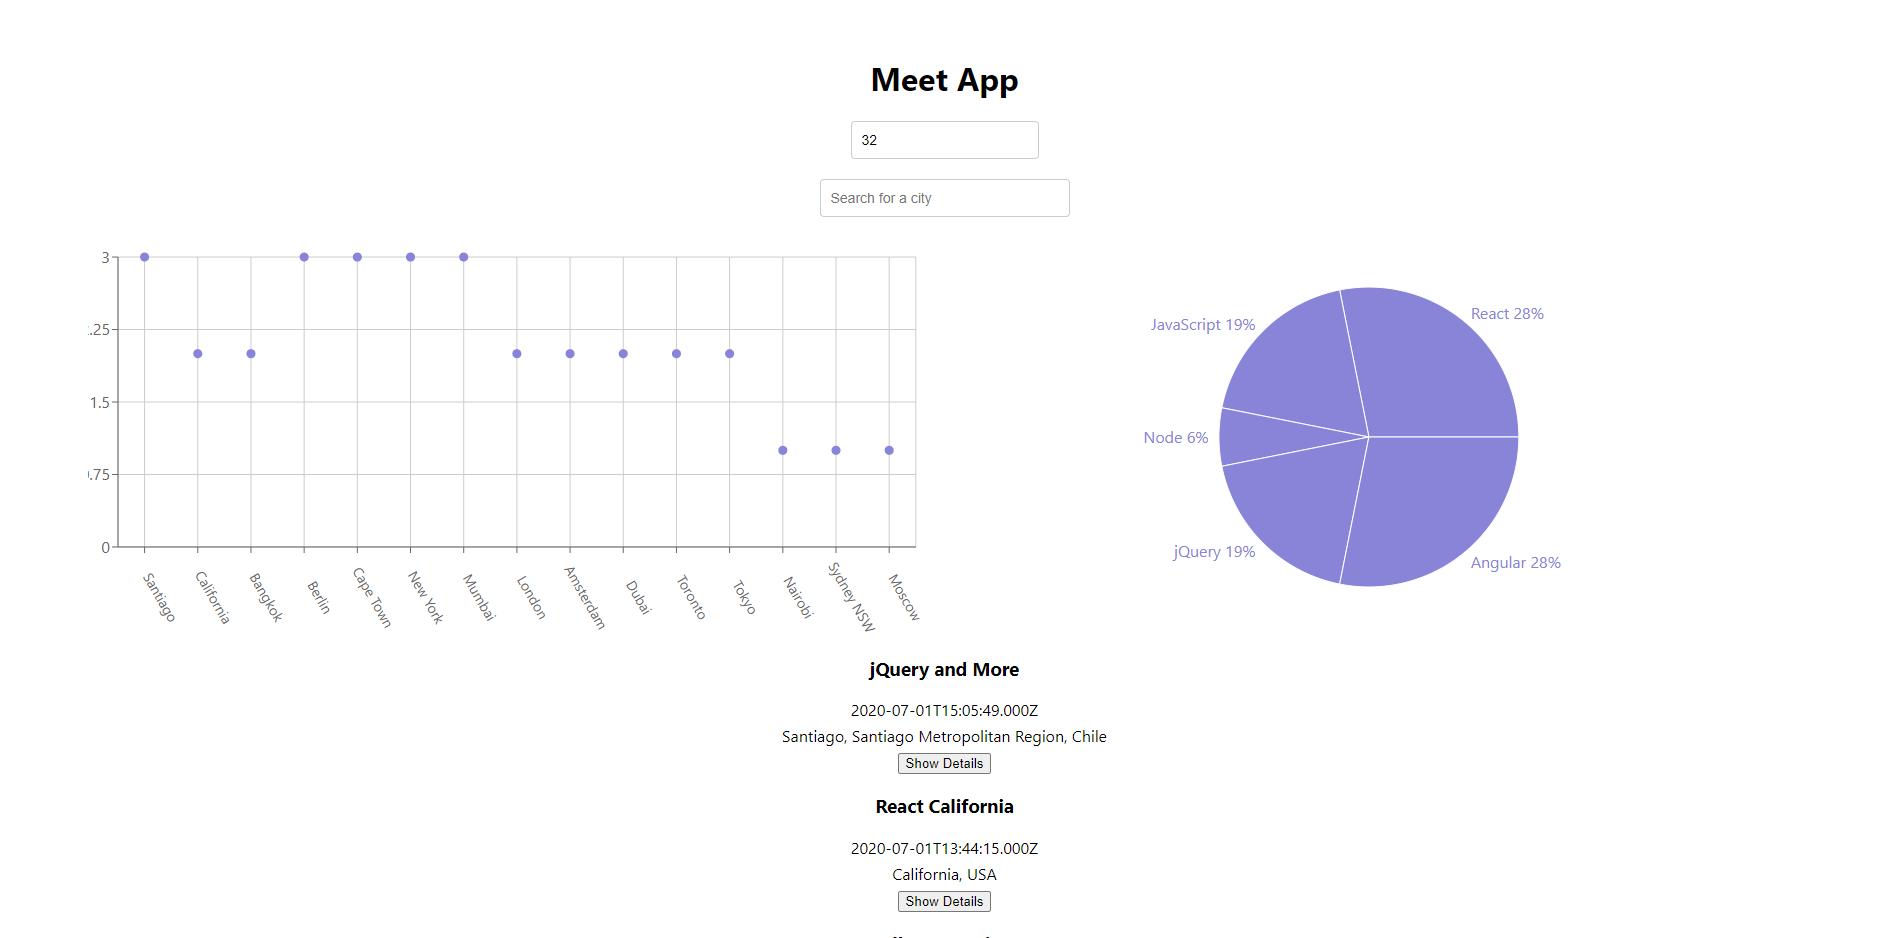 Meet App
32
Search for a city
3
.25
1.5
.75
0
Santiago
California
Bangkok
Berlin
Cape Town
New York
Mumbai
London
Amsterdam
Dubai
Toronto
Tokyo
Nairobi
Sydney NSW
Moscow
React 28%
JavaScript 19%
Node 6%
jQuery 19%
Angular 28%
jQuery and More
2020-07-01T15:05:49.000Z
Santiago, Santiago Metropolitan Region, Chile
Show Details
React California
2020-07-01T13:44:15.000Z
California, USA
Show Details